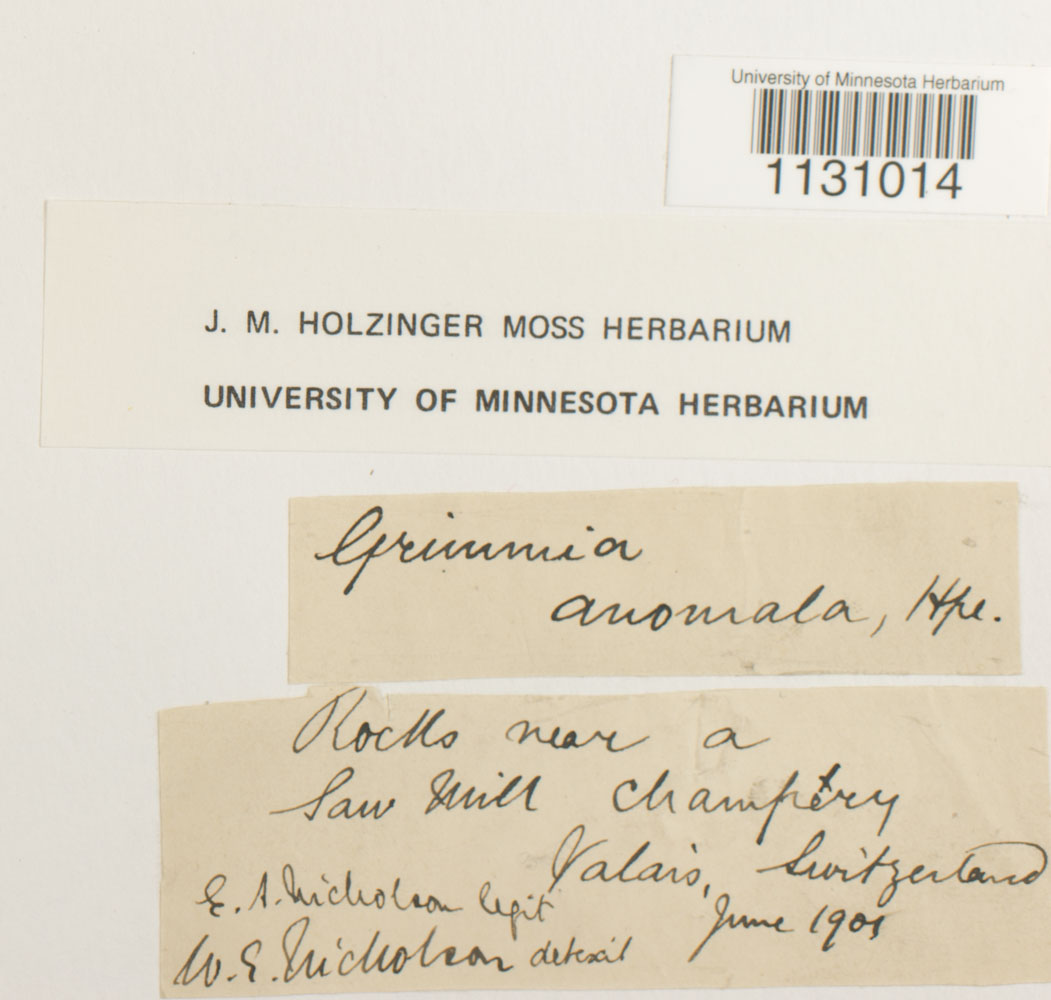 University of Minnesota Herbarium
1131014
J. M. HOLZINGER MOSS HERBARIUM
UNIVERSITY OF MINNESOTA HERBARIUM
Grimmia
anomala, Hpe.
Rocks near a
Saw Mill Champéry
Valais, Switzerland
E. A. Nicholson legit
June 1901
W. E. Nicholson detexit